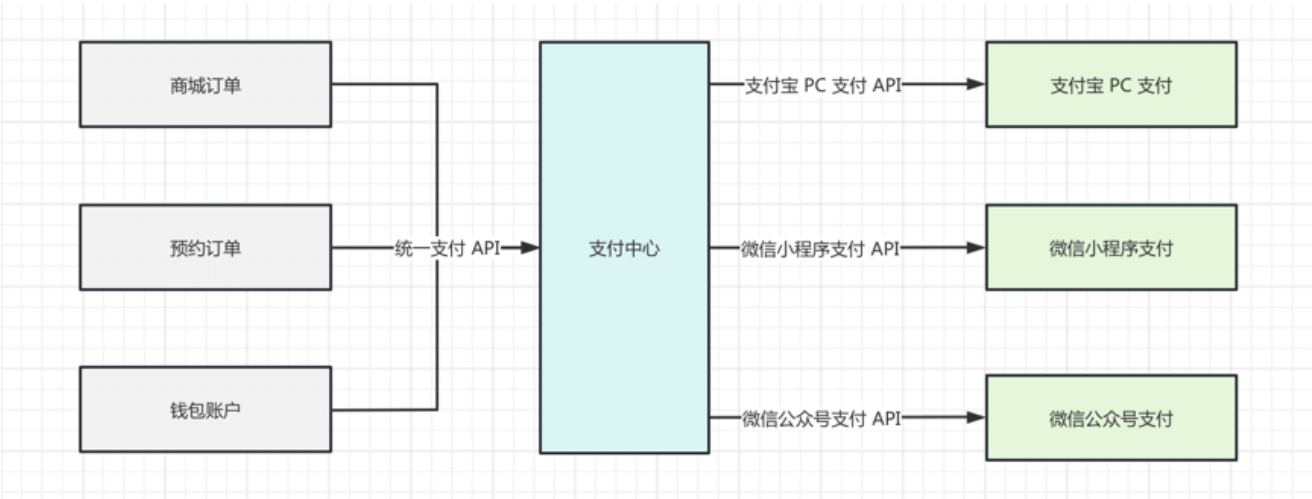 商城订单
支付宝 PC 支付 API
支付宝 PC 支付
预约订单
统一支付 API
支付中心
微信小程序支付 API
微信小程序支付
钱包账户
微信公众号支付 API
微信公众号支付